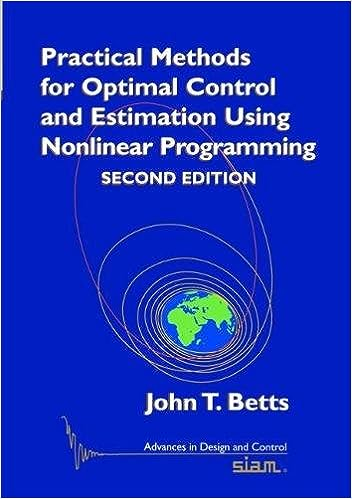 Practical Methods
for Optimal Control
and Estimation Using
Nonlinear Programming
SECOND EDITION
John T. Betts
Advances in Design and Control
siam®